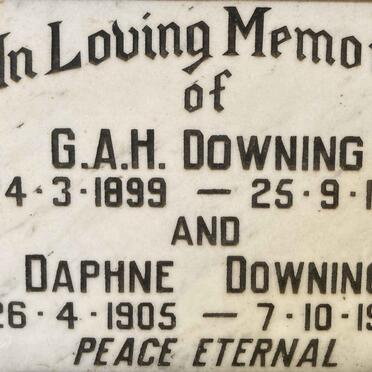 In Loving Memo
of
G.A.H. DOWNING
4·3·1899 — 25·9·1
AND
DAPHNE DOWNING
26·4·1905 — 7·10·19
PEACE ETERNAL